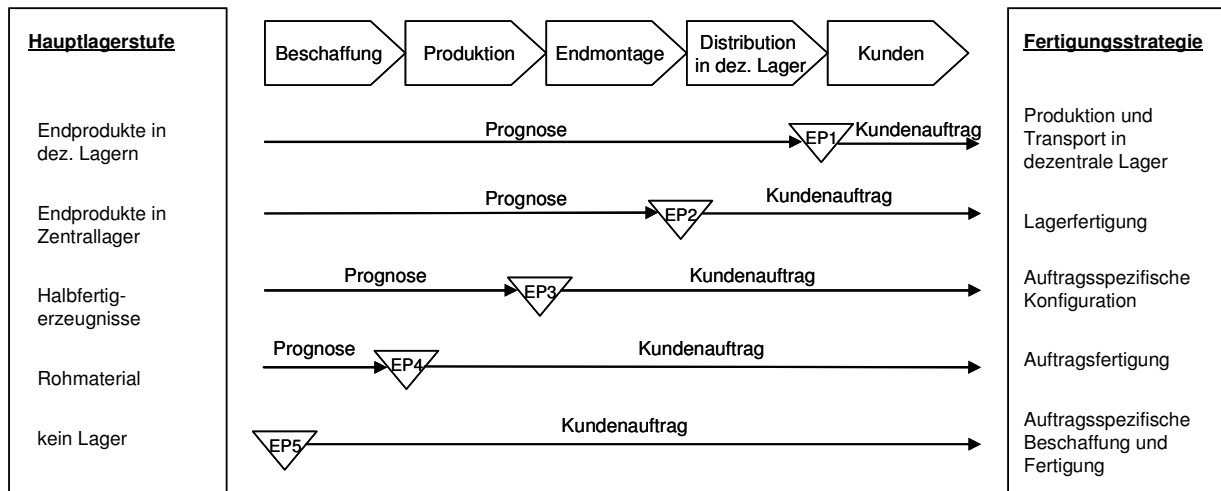 Hauptlagerstufe
Beschaffung
Produktion
Endmontage
Distribution
in dez. Lager
Kunden
Fertigungsstrategie
Endprodukte in
dez. Lagern
Prognose
EP1
Kundenauftrag
Produktion und
Transport in
dezentrale Lager
Endprodukte in
Zentrallager
Prognose
EP2
Kundenauftrag
Lagerfertigung
Halbfertig-
erzeugnisse
Prognose
EP3
Kundenauftrag
Auftragsspezifische
Konfiguration
Rohmaterial
Prognose
EP4
Kundenauftrag
Auftragsfertigung
kein Lager
EP5
Kundenauftrag
Auftragsspezifische
Beschaffung und
Fertigung